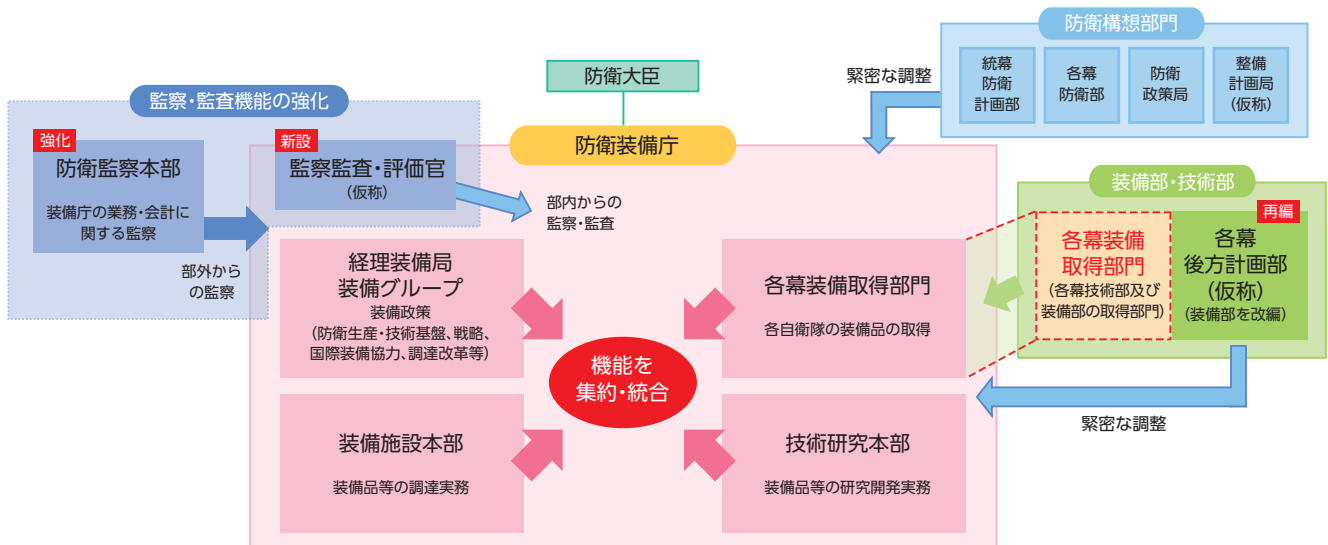 防衛構想部門
統幕
防衛
計画部
各幕
防衛部
防衛
政策局
整備
計画局
(仮称)
緊密な調整
防衛大臣
防衛装備庁
監察・監査機能の強化
強化
防衛監察本部
装備庁の業務・会計に
関する監察
新設
監察監査・評価官
(仮称)
部外から
の監察
部内からの
監察・監査
装備部・技術部
各幕装備
取得部門
(各幕技術部及び
装備部の取得部門)
再編
各幕
後方計画部
(仮称)
(装備部を改編)
経理装備局
装備グループ
装備政策
(防衛生産・技術基盤、戦略、
国際装備協力、調達改革等)
各幕装備取得部門
各自衛隊の装備品の取得
機能を
集約・統合
装備施設本部
装備品等の調達実務
技術研究本部
装備品等の研究開発実務
緊密な調整